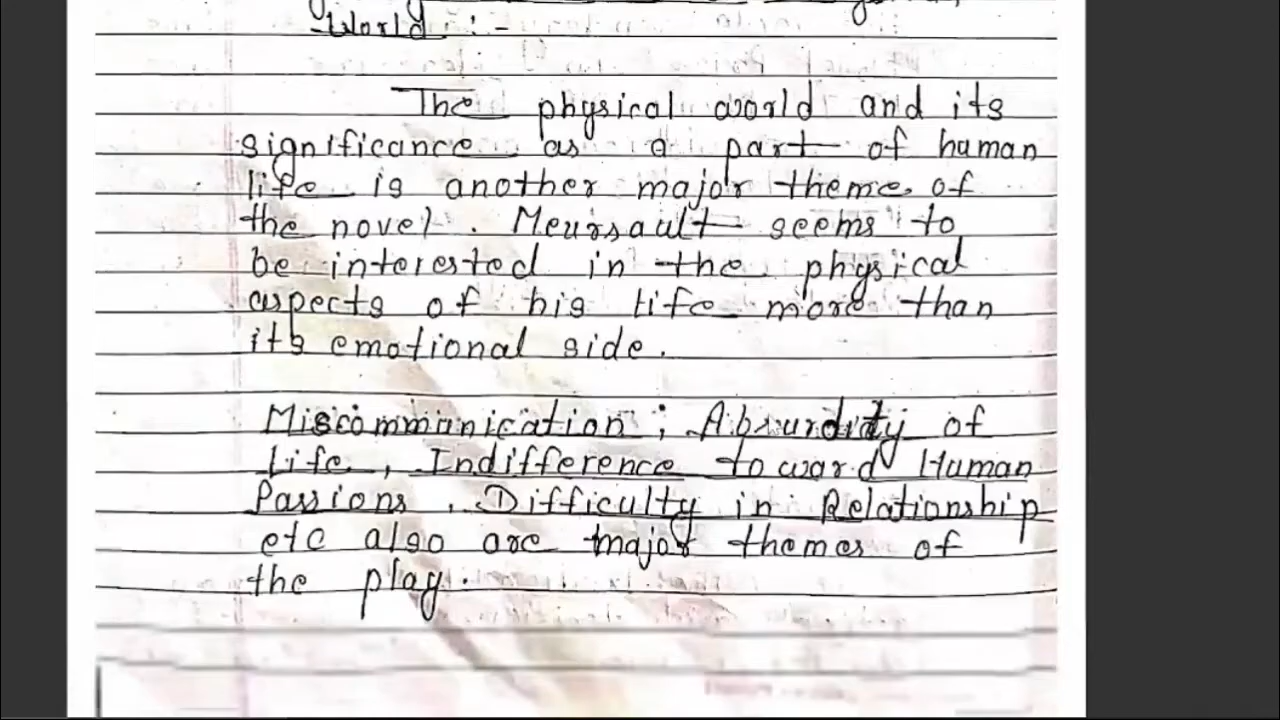 World :-
The physical world and its
significance as a part of human
life is another major theme of
the novel. Meursault seems to
be interested in the physical
aspects of his life more than
its emotional side.
Miscommunication ; Absurdity of
Life, Indifference toward Human
Passions, Difficulty in Relationship
etc also are major themes of
the play.